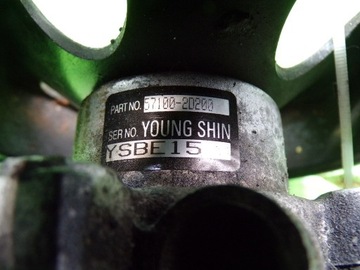 PART NO. 57100-2D200
SER NO. YOUNG SHIN
YSBE15